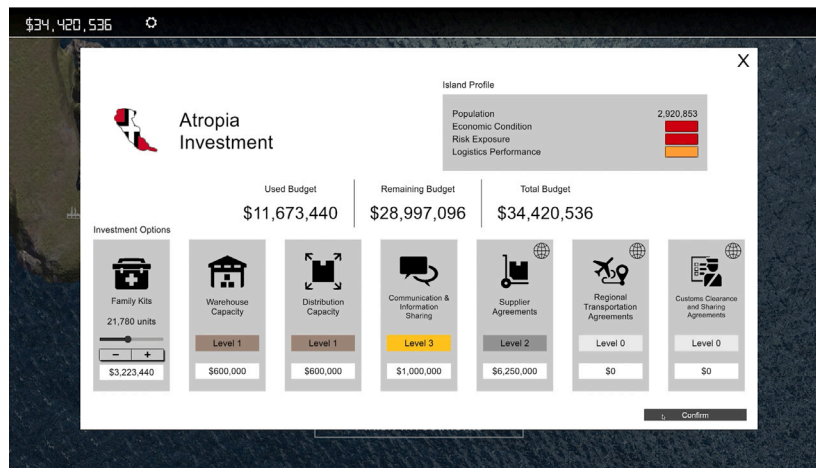 $34,420,536
X
Island Profile
Atropia
Investment
Population 2,920,853
Economic Condition
Risk Exposure
Logistics Performance
Used Budget Remaining Budget Total Budget
$11,673,440 $28,997,096 $34,420,536
Investment Options
Family Kits
21,780 units
− +
$3,223,440
Warehouse
Capacity
Level 1
$600,000
Distribution
Capacity
Level 1
$600,000
Communication &
Information
Sharing
Level 3
$1,000,000
Supplier
Agreements
Level 2
$6,250,000
Regional
Transportation
Agreements
Level 0
$0
Customs Clearance
and Sharing
Agreements
Level 0
$0
Confirm